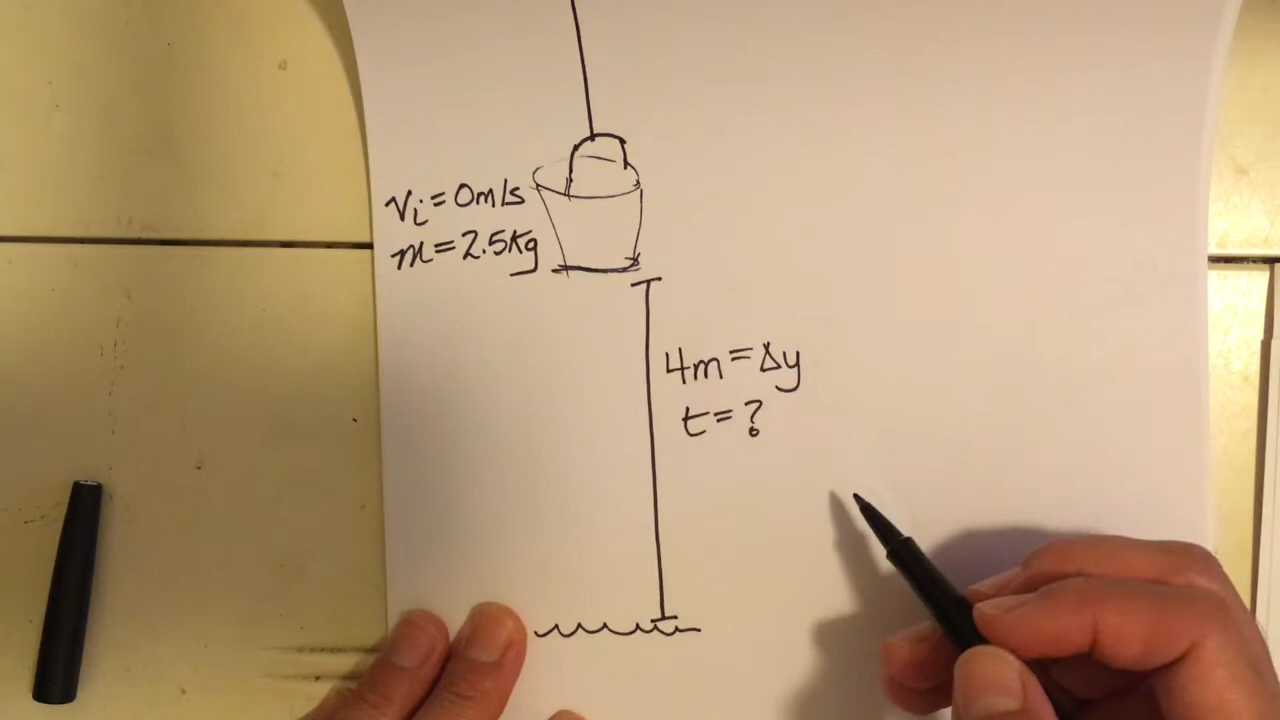 vi = 0m/s
m = 2.5kg
4m = Δy
t = ?